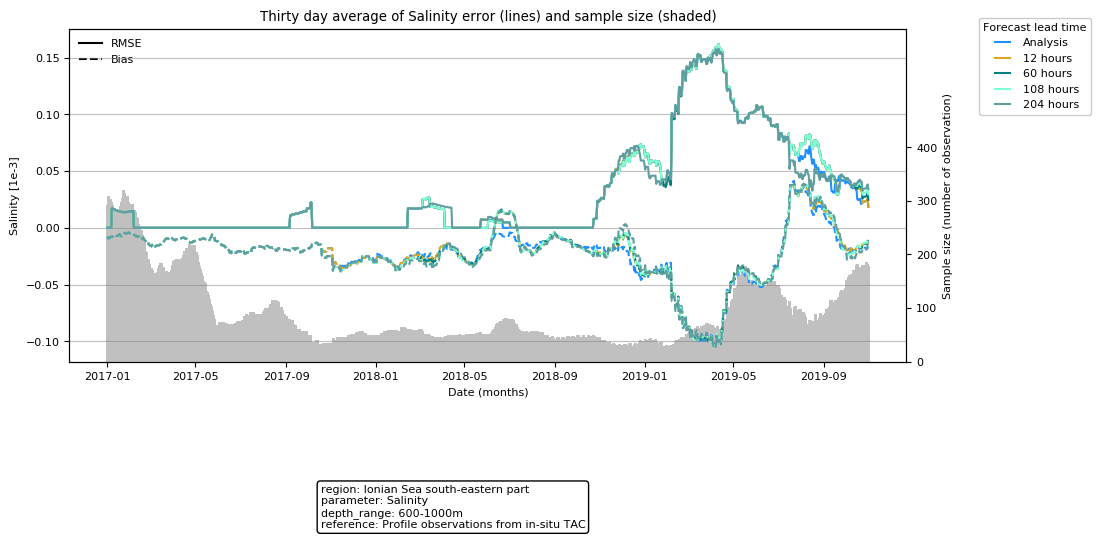 Thirty day average of Salinity error (lines) and sample size (shaded)
RMSE
Bias
Salinity [1e-3]
0.15
0.10
0.05
0.00
−0.05
−0.10
2017-01
2017-05
2017-09
2018-01
2018-05
2018-09
2019-01
2019-05
2019-09
Date (months)
400
300
200
100
0
Sample size (number of observation)
Forecast lead time
Analysis
12 hours
60 hours
108 hours
204 hours
region: Ionian Sea south-eastern part
parameter: Salinity
depth_range: 600-1000m
reference: Profile observations from in-situ TAC